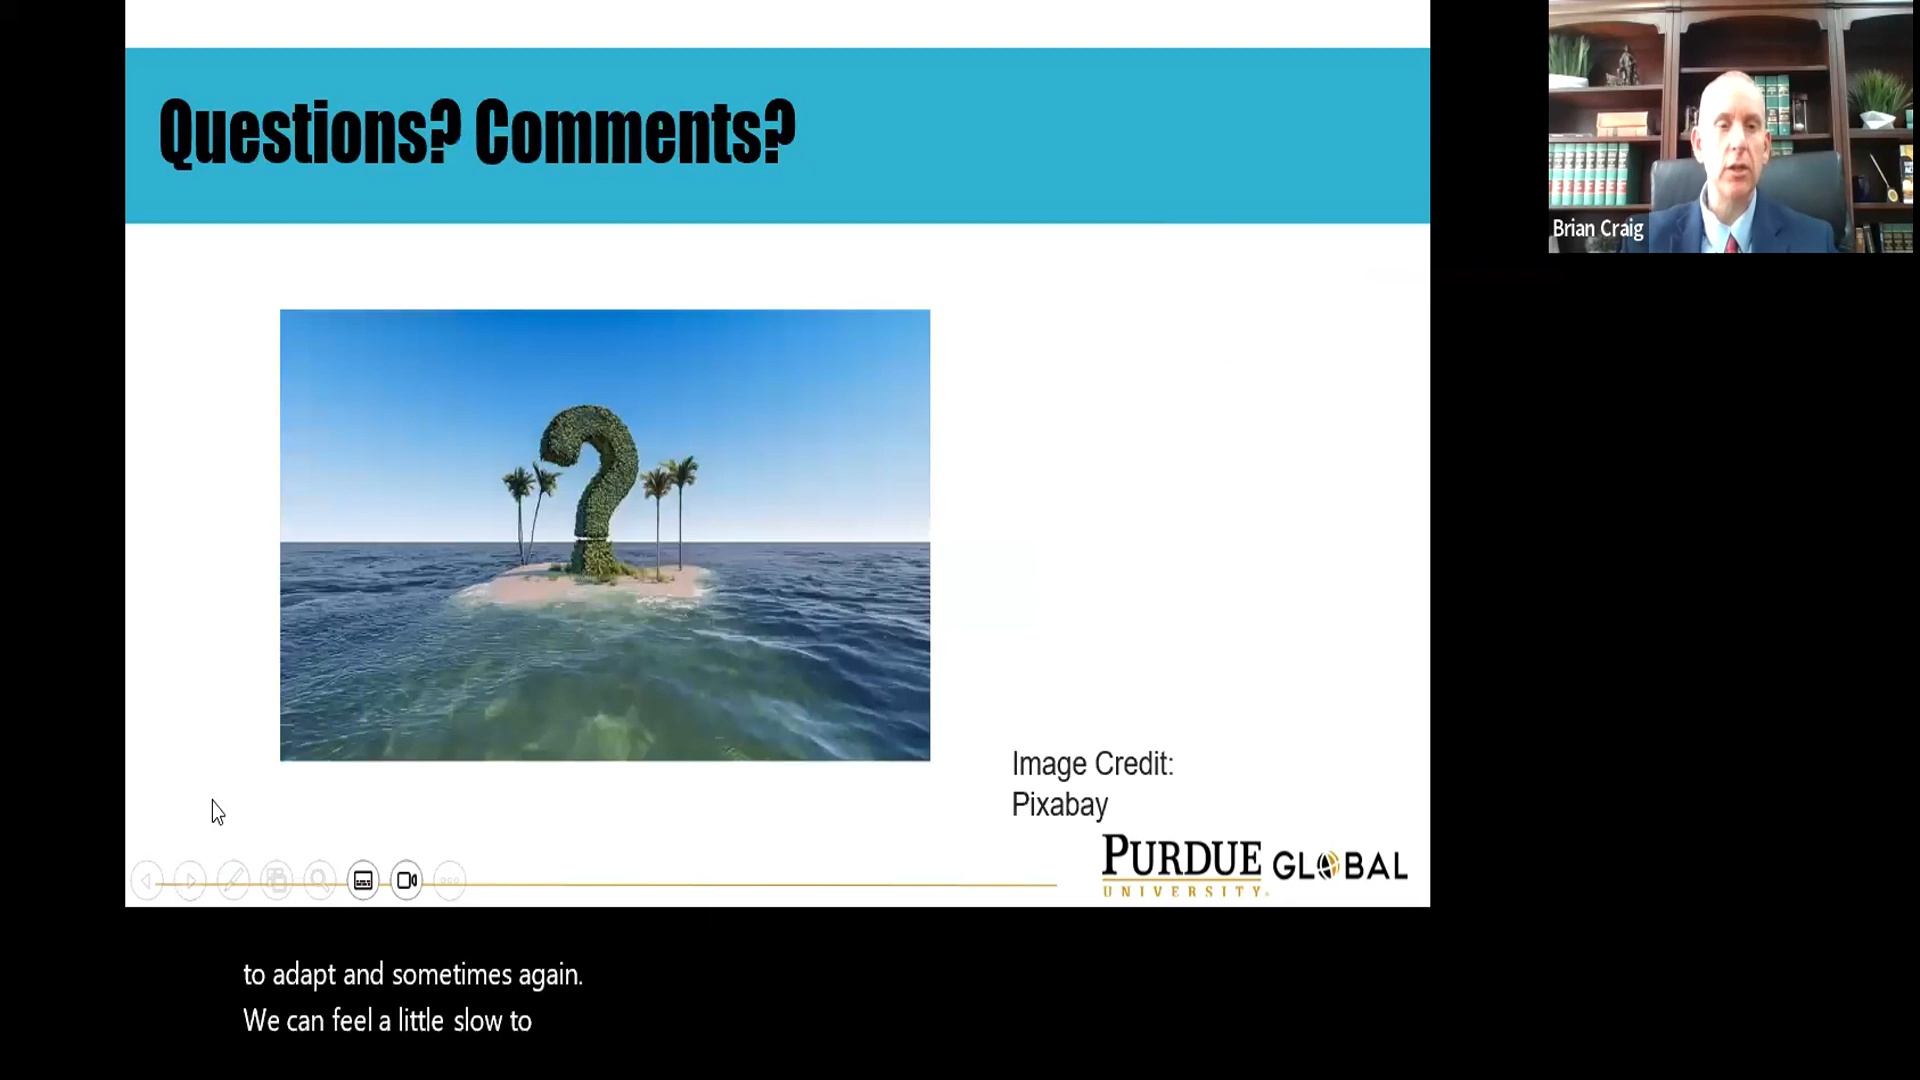 Questions? Comments?
Brian Craig
Image Credit:
Pixabay
PURDUE GLOBAL
UNIVERSITY
to adapt and sometimes again.
We can feel a little slow to